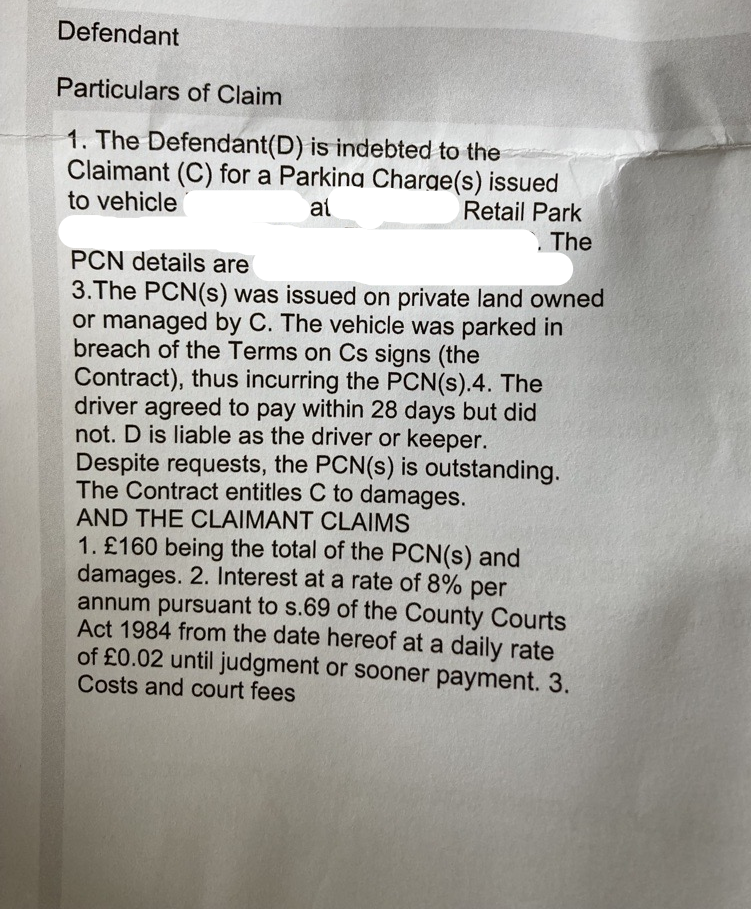 Defendant
Particulars of Claim
1. The Defendant(D) is indebted to the
Claimant (C) for a Parking Charge(s) issued
to vehicle at Retail Park
. The
PCN details are
3.The PCN(s) was issued on private land owned
or managed by C. The vehicle was parked in
breach of the Terms on Cs signs (the
Contract), thus incurring the PCN(s).4. The
driver agreed to pay within 28 days but did
not. D is liable as the driver or keeper.
Despite requests, the PCN(s) is outstanding.
The Contract entitles C to damages.
AND THE CLAIMANT CLAIMS
1. £160 being the total of the PCN(s) and
damages. 2. Interest at a rate of 8% per
annum pursuant to s.69 of the County Courts
Act 1984 from the date hereof at a daily rate
of £0.02 until judgment or sooner payment. 3.
Costs and court fees